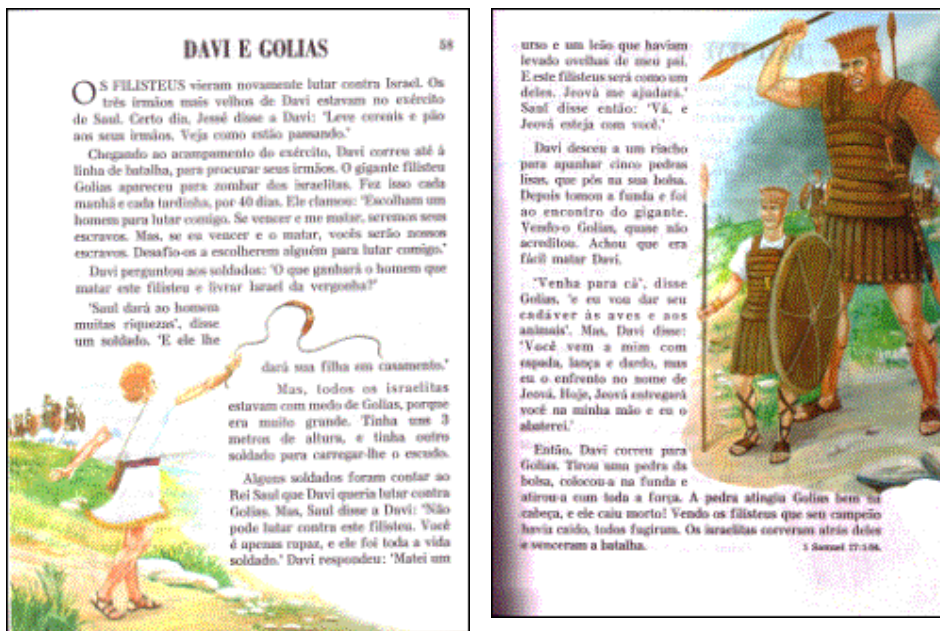 DAVI E GOLIAS
58
OS FILISTEUS vieram novamente lutar contra Israel. Os
três irmãos mais velhos de Davi estavam no exército
de Saul. Certo dia, Jessé disse a Davi: 'Leve cereais e pão
aos seus irmãos. Veja como estão passando.'
Chegando ao acampamento do exército, Davi correu até à
linha de batalha, para procurar seus irmãos. O gigante filisteu
Golias apareceu para zombar dos israelitas. Fez isso cada
manhã e cada tardinha, por 40 dias. Ele clamou: 'Escolham um
homem para lutar comigo. Se vencer e me matar, seremos seus
escravos. Mas, se eu vencer e o matar, vocês serão nossos
escravos. Desafio-os a escolherem alguém para lutar comigo.'
Davi perguntou aos soldados: 'O que ganhará o homem que
matar este filisteu e livrar Israel da vergonha?'
'Saul dará ao homem
muitas riquezas', disse
um soldado. 'E ele lhe
dará sua filha em casamento.'
Mas, todos os israelitas
estavam com medo de Golias, porque
era muito grande. Tinha uns 3
metros de altura, e tinha outro
soldado para carregar-lhe o escudo.
Alguns soldados foram contar ao
Rei Saul que Davi queria lutar contra
Golias. Mas, Saul disse a Davi: 'Não
pode lutar contra este filisteu. Você
é apenas rapaz, e ele foi toda a vida
soldado.' Davi respondeu: 'Matei um
urso e um leão que haviam
levado ovelhas de meu pai.
E este filisteu será como um
deles. Jeová me ajudará.'
Saul disse então: 'Vá, e
Jeová esteja com você.'
Davi desceu a um riacho
para apanhar cinco pedras
lisas, que pôs na sua bolsa.
Depois tomou a funda e foi
ao encontro do gigante.
Vendo-o Golias, quase não
acreditou. Achou que era
fácil matar Davi.
'Venha para cá', disse
Golias, 'e eu vou dar seu
cadáver às aves e aos
animais'. Mas, Davi disse:
'Você vem a mim com
espada, lança e dardo, mas
eu o enfrento no nome de
Jeová. Hoje, Jeová entregará
você na minha mão e eu o
abaterei.'
Então, Davi correu para
Golias. Tirou uma pedra da
bolsa, colocou-a na funda e
atirou-a com toda a força. A pedra atingiu Golias bem na
cabeça, e ele caiu morto! Vendo os filisteus que seu campeão
havia caído, todos fugiram. Os israelitas correram atrás deles
e venceram a batalha.
1 Samuel